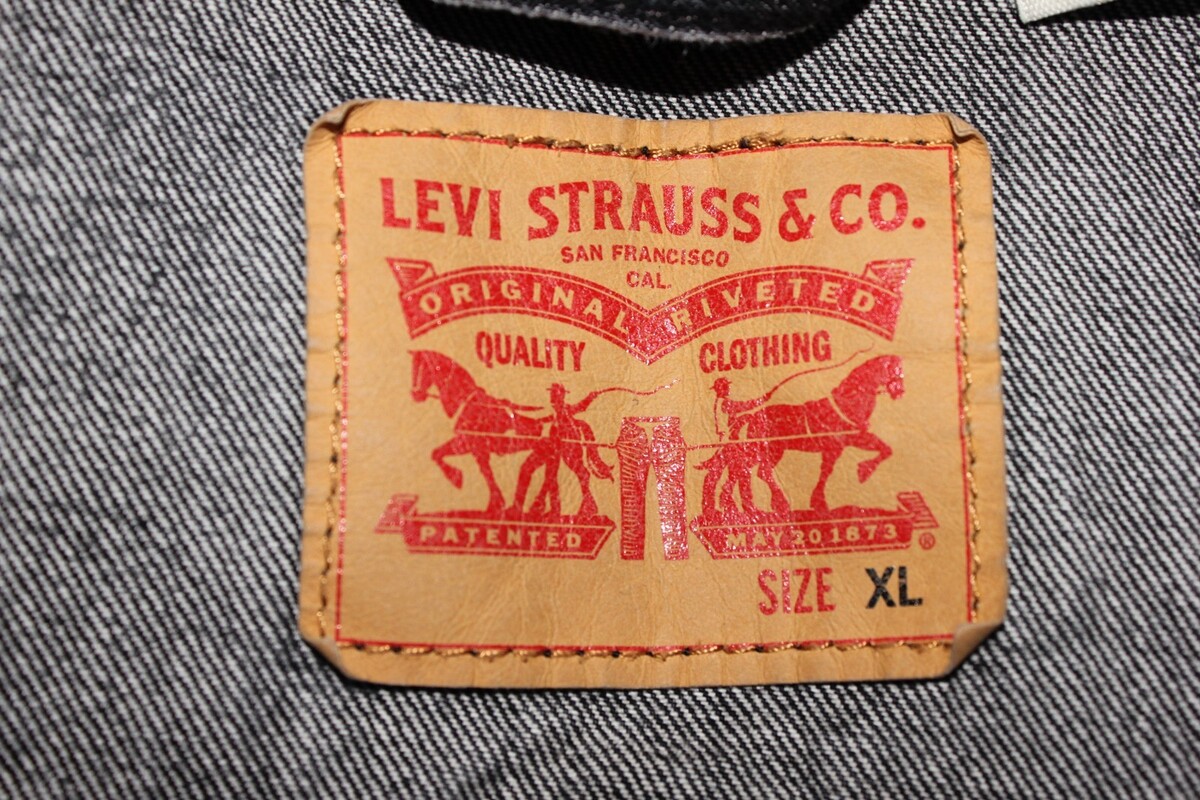 LEVI STRAUSS & CO.
SAN FRANCISCO
CAL.
ORIGINAL RIVETED
QUALITY CLOTHING
PATENTED MAY 20 1873 ®
SIZE XL